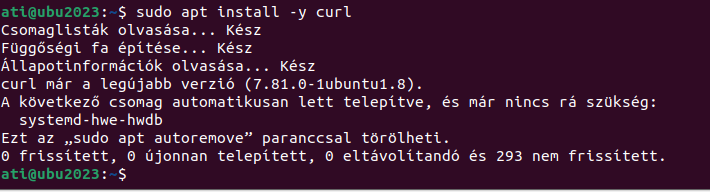 ati@ubu2023:~$ sudo apt install -y curl
Csomaglisták olvasása... Kész
Függőségi fa építése... Kész
Állapotinformációk olvasása... Kész
curl már a legújabb verzió (7.81.0-1ubuntu1.8).
A következő csomag automatikusan lett telepítve, és már nincs rá szükség:
  systemd-hwe-hwdb
Ezt az „sudo apt autoremove” paranccsal törölheti.
0 frissített, 0 újonnan telepített, 0 eltávolítandó és 293 nem frissített.
ati@ubu2023:~$